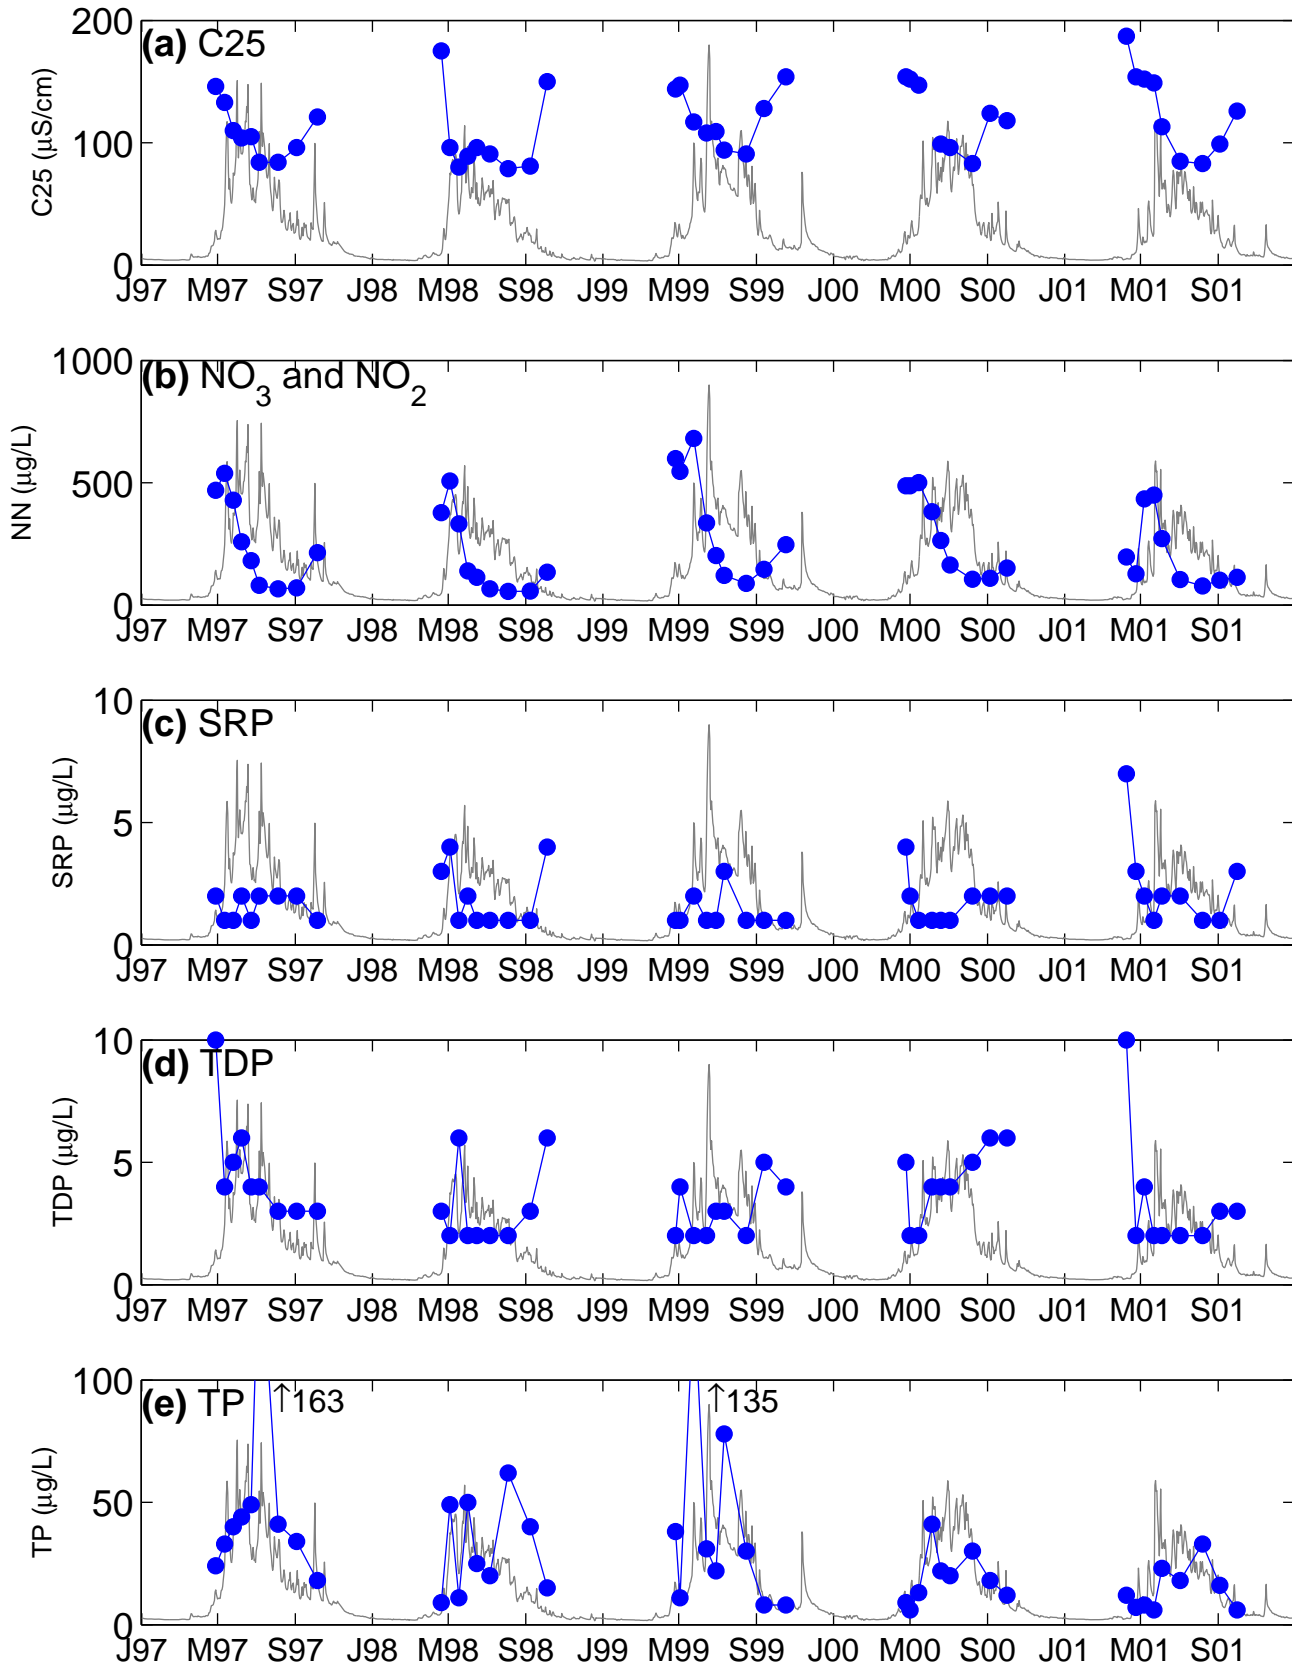 (a) C25
C25 (µS/cm)
200
100
0
J97 M97 S97 J98 M98 S98 J99 M99 S99 J00 M00 S00 J01 M01 S01
(b) NO3 and NO2
NN (µg/L)
1000
500
0
J97 M97 S97 J98 M98 S98 J99 M99 S99 J00 M00 S00 J01 M01 S01
(c) SRP
SRP (µg/L)
10
5
0
J97 M97 S97 J98 M98 S98 J99 M99 S99 J00 M00 S00 J01 M01 S01
(d) TDP
TDP (µg/L)
10
5
0
J97 M97 S97 J98 M98 S98 J99 M99 S99 J00 M00 S00 J01 M01 S01
(e) TP ↑163 ↑135
TP (µg/L)
100
50
0
J97 M97 S97 J98 M98 S98 J99 M99 S99 J00 M00 S00 J01 M01 S01